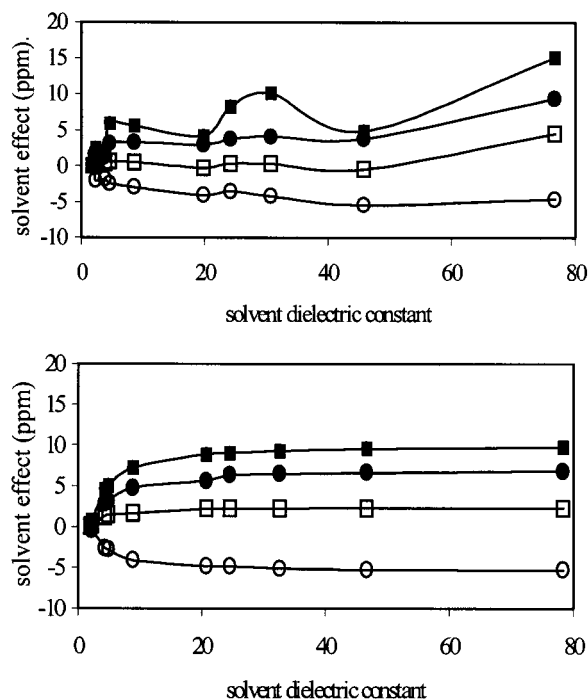 20
15
10
5
0
-5
-10
solvent effect (ppm).
0 20 40 60 80
solvent dielectric constant
20
15
10
5
0
-5
-10
solvent effect (ppm)
0 20 40 60 80
solvent dielectric constant